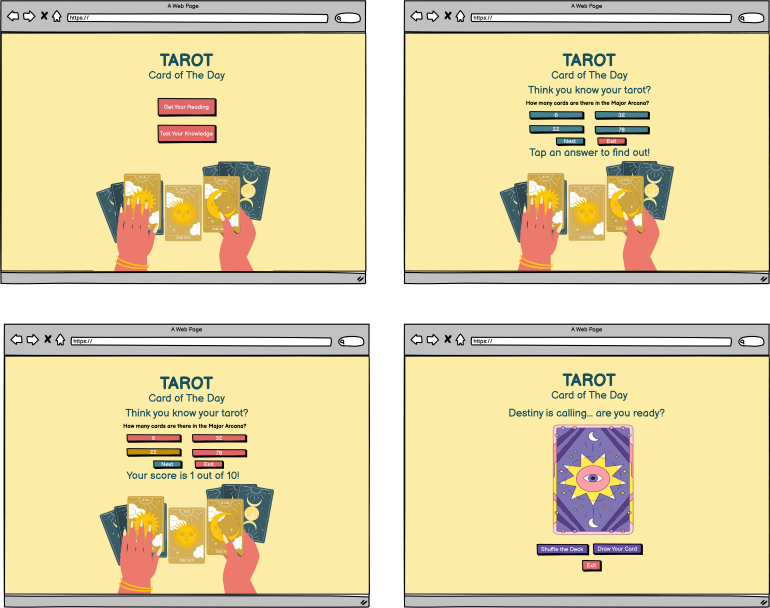 A Web Page
https://
TAROT
Card of The Day
Get Your Reading
Test Your Knowledge
A Web Page
https://
TAROT
Card of The Day
Think you know your tarot?
How many cards are there in the Major Arcana?
6 32
22 78
Next Exit
Tap an answer to find out!
A Web Page
https://
TAROT
Card of The Day
Think you know your tarot?
How many cards are there in the Major Arcana?
6 32
22 78
Next Exit
Your score is 1 out of 10!
A Web Page
https://
TAROT
Card of The Day
Destiny is calling... are you ready?
Shuffle the Deck Draw Your Card
Exit